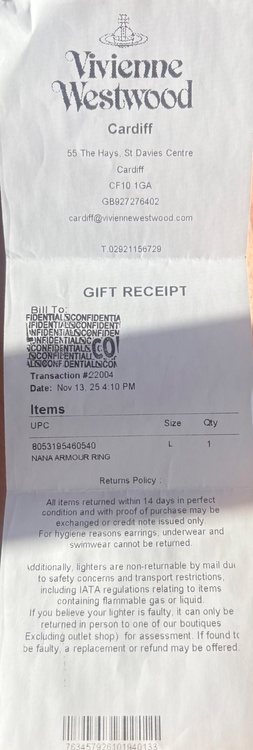 Vivienne
Westwood
Cardiff
55 The Hays, St Davies Centre
Cardiff
CF10 1GA
GB927276402
cardiff@viviennewestwood.com
T.02921156729
GIFT RECEIPT
Bill To:
Transaction #22004
Date: Nov 13, 25 4:10 PM
Items
UPC Size Qty
8053195460540 L 1
NANA ARMOUR RING
Returns Policy :
All items returned within 14 days in perfect
condition and with proof of purchase may be
exchanged or credit note issued only.
For hygiene reasons earrings, underwear and
swimwear cannot be returned.
Additionally, lighters are non-returnable by mail due
to safety concerns and transport restrictions,
including IATA regulations relating to items
containing flammable gas or liquid.
If you believe your lighter is faulty, it can only be
returned in person to one of our boutiques
Excluding outlet shop) for assessment. If found to
be faulty, a replacement or refund may be offered.